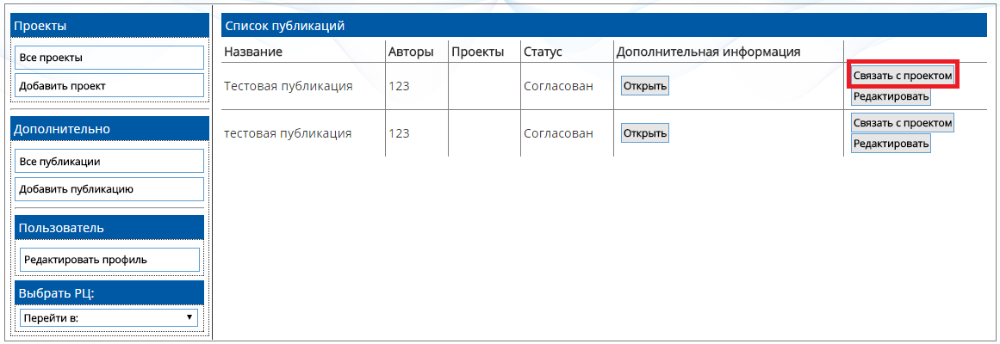 Проекты
Все проекты
Добавить проект
Дополнительно
Все публикации
Добавить публикацию
Пользователь
Редактировать профиль
Выбрать РЦ:
Перейти в:
Список публикаций
Название Авторы Проекты Статус Дополнительная информация
Тестовая публикация 123 Согласован Открыть Связать с проектом
Редактировать
тестовая публикация 123 Согласован Открыть Связать с проектом
Редактировать